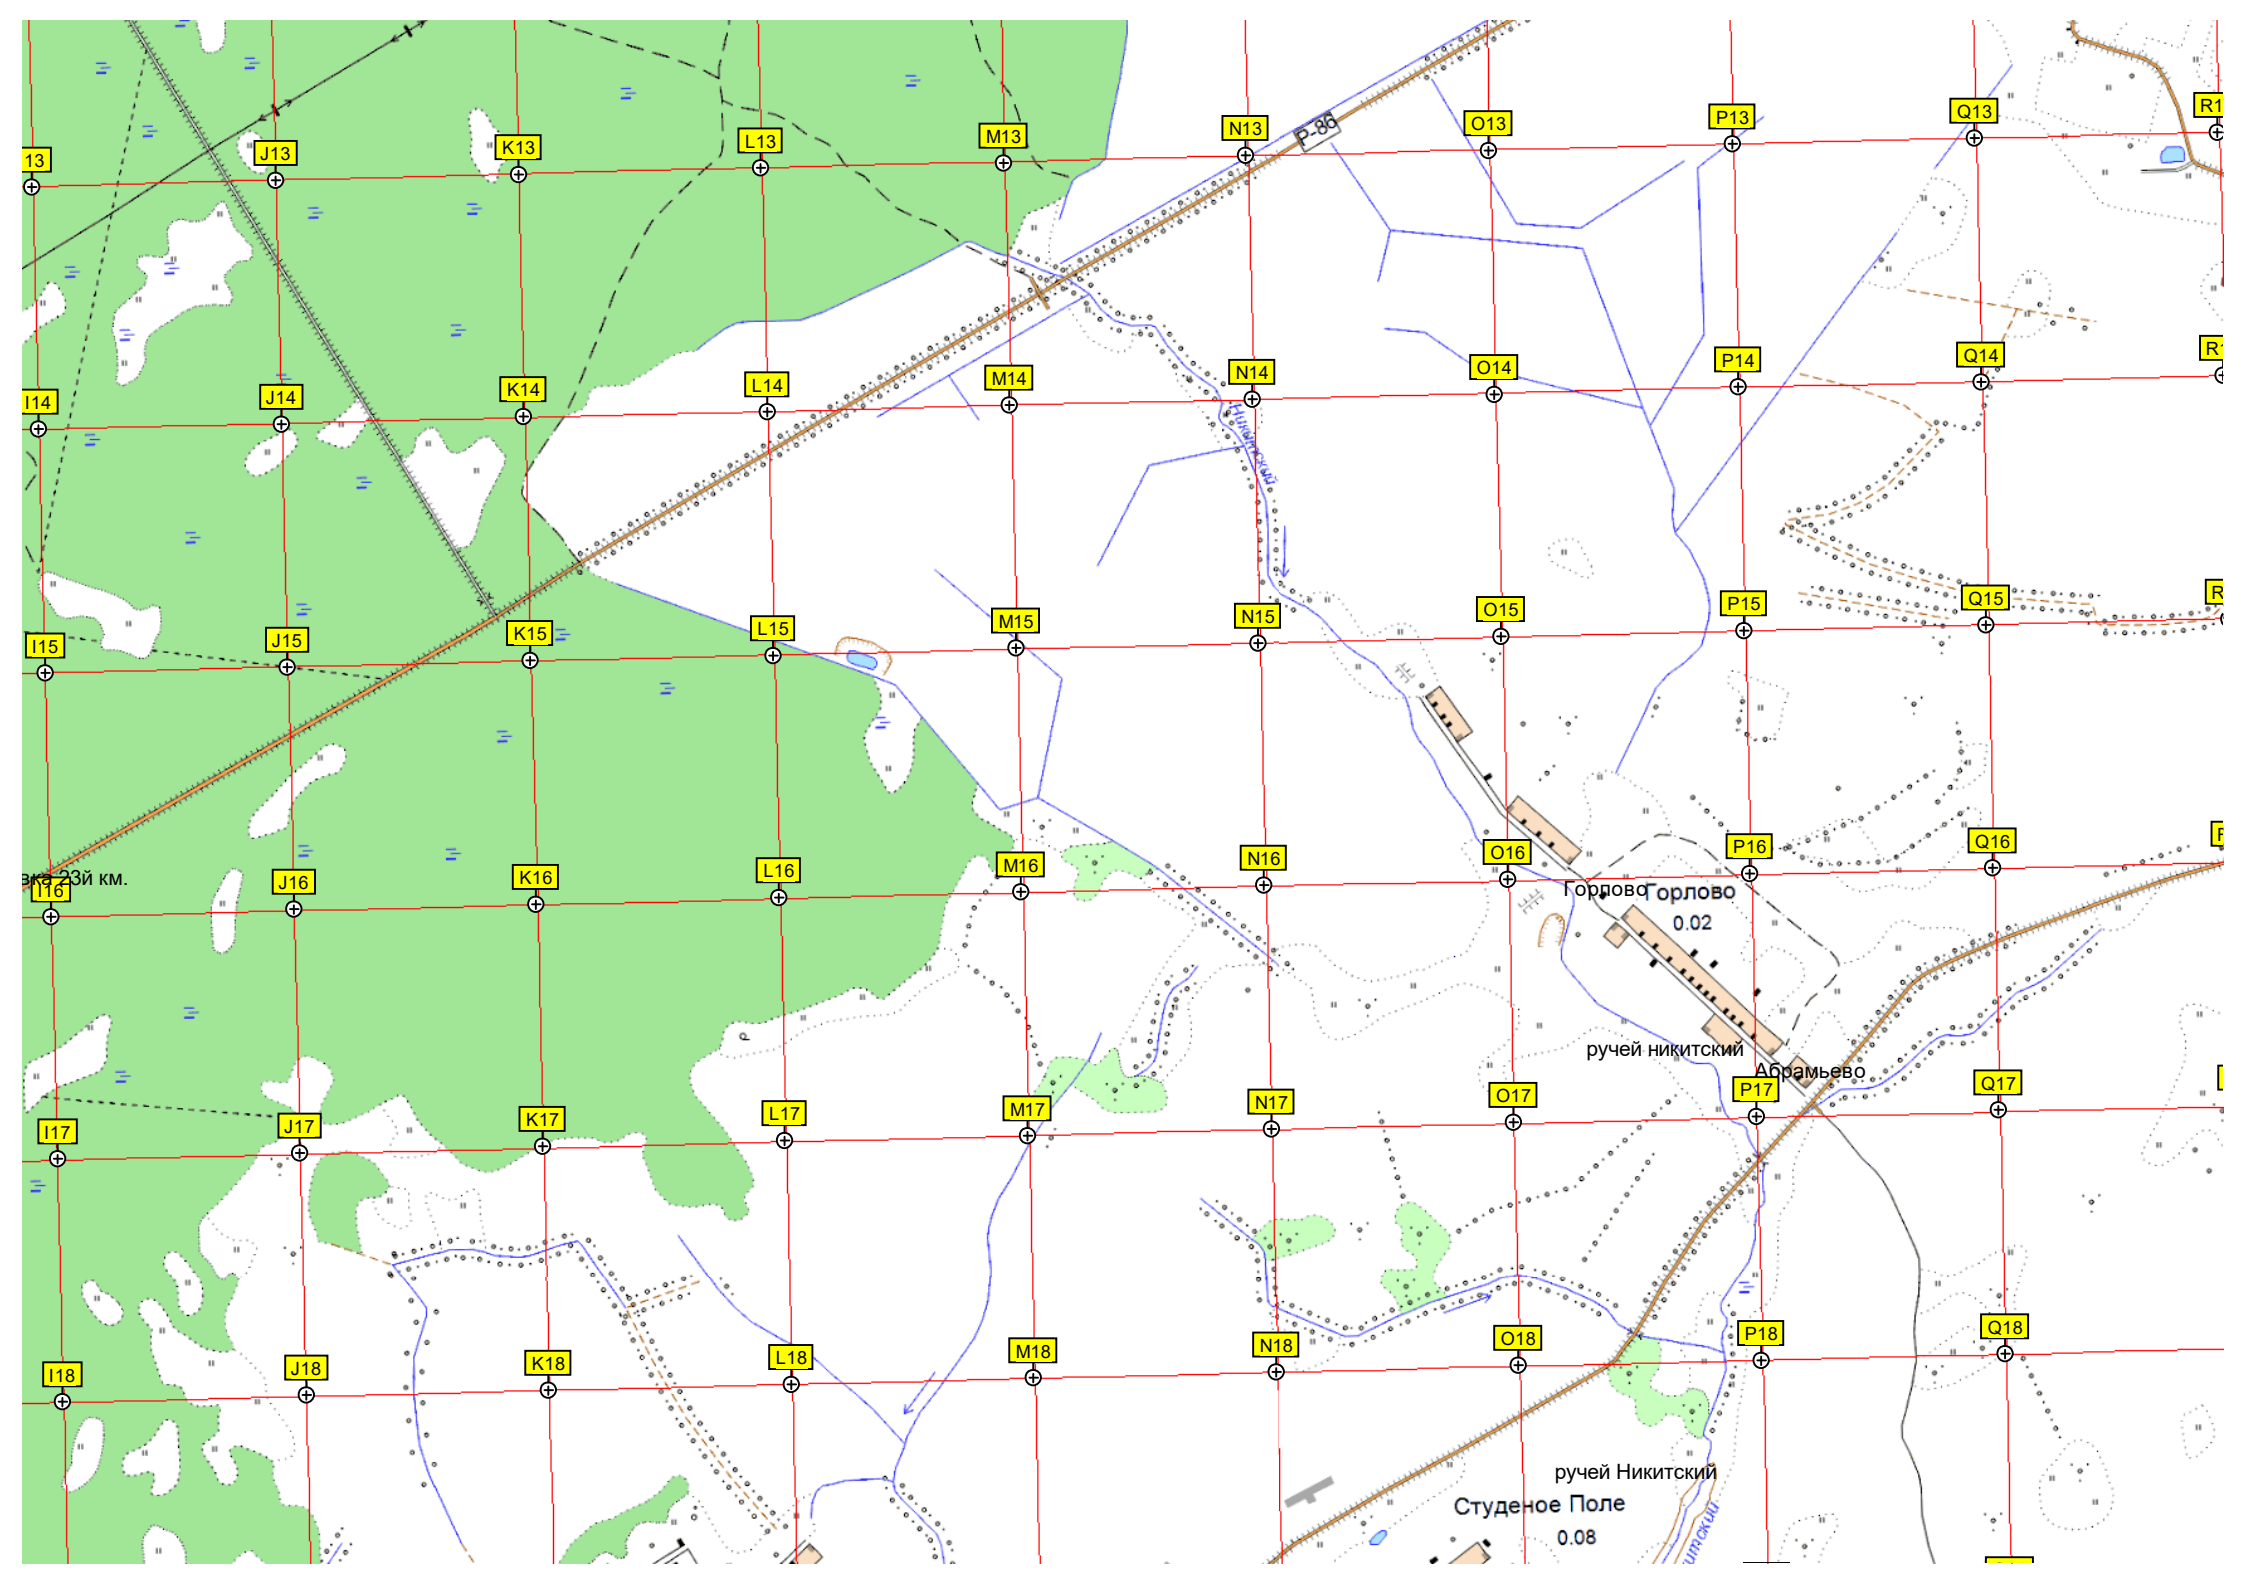 P-86
13 J13 K13 L13 M13 N13 O13 P13 Q13 R1
I14 J14 K14 L14 M14 N14 O14 P14 Q14 R1
Никитский
I15 J15 K15 L15 M15 N15 O15 P15 Q15 R
I16 J16 K16 L16 M16 N16 O16 P16 Q16
вка 23й км.
Горлово
Горлово
0.02
ручей никитский
Абрамьево
I17 J17 K17 L17 M17 N17 O17 P17 Q17
I18 J18 K18 L18 M18 N18 O18 P18 Q18
ручей Никитский
Студеное Поле
0.08
итский